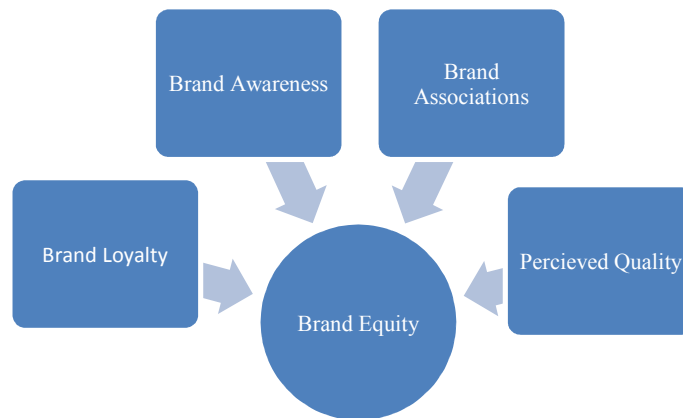 Brand Awareness
Brand
Associations
Brand Loyalty
Percieved Quality
Brand Equity